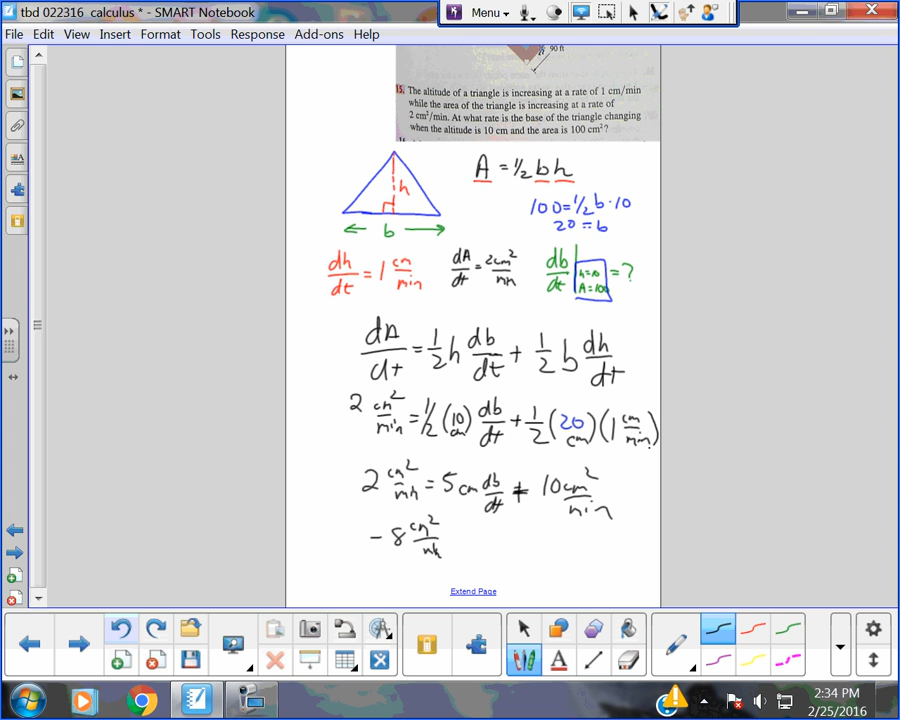 tbd 022316 calculus * - SMART Notebook
Menu
File Edit View Insert Format Tools Response Add-ons Help
90 ft
15. The altitude of a triangle is increasing at a rate of 1 cm/min
while the area of the triangle is increasing at a rate of
2 cm²/min. At what rate is the base of the triangle changing
when the altitude is 10 cm and the area is 100 cm²?
A = 1/2 b h
h
100 = 1/2 b · 10
20 = b
b
dh/dt = 1 cm/min dA/dt = 2 cm²/min db/dt | h=10 A=100 = ?
dA/dt = 1/2 h db/dt + 1/2 b dh/dt
2 cm²/min = 1/2 (10 cm) db/dt + 1/2 (20 cm)(1 cm/min)
2 cm²/min = 5 cm db/dt + 10 cm²/min
- 8 cm²/min
Extend Page
2:34 PM
2/25/2016